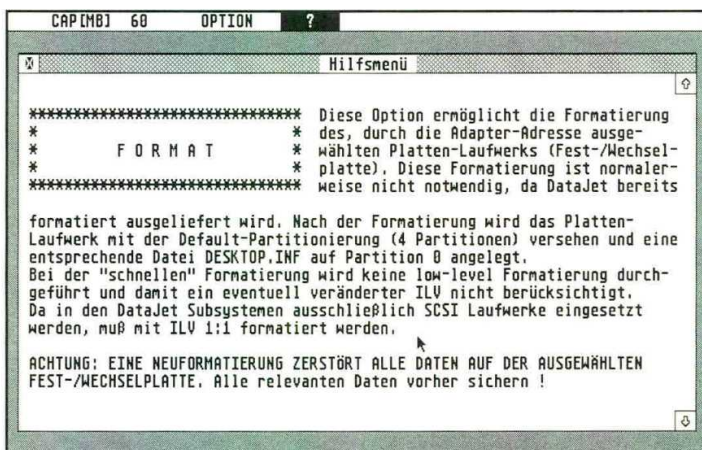 CAP[MB] 60 OPTION ?
Hilfsmenü
****************************** Diese Option ermöglicht die Formatierung
* * des, durch die Adapter-Adresse ausge-
* F O R M A T * wählten Platten-Laufwerks (Fest-/Wechsel-
* * platte). Diese Formatierung ist normaler-
****************************** weise nicht notwendig, da DataJet bereits
formatiert ausgeliefert wird. Nach der Formatierung wird das Platten-
Laufwerk mit der Default-Partitionierung (4 Partitionen) versehen und eine
entsprechende Datei DESKTOP.INF auf Partition 0 angelegt.
Bei der "schnellen" Formatierung wird keine low-level Formatierung durch-
geführt und damit ein eventuell veränderter ILV nicht berücksichtigt.
Da in den DataJet Subsystemen ausschließlich SCSI Laufwerke eingesetzt
werden, muß mit ILV 1:1 formatiert werden.
ACHTUNG: EINE NEUFORMATIERUNG ZERSTÖRT ALLE DATEN AUF DER AUSGEWÄHLTEN
FEST-/WECHSELPLATTE. Alle relevanten Daten vorher sichern !